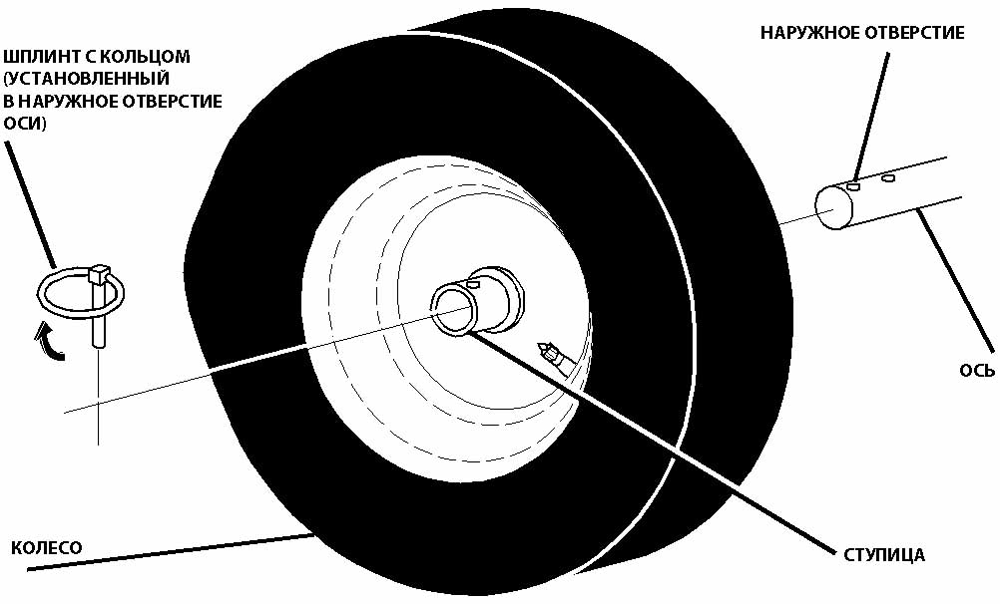 НАРУЖНОЕ ОТВЕРСТИЕ
ШПЛИНТ С КОЛЬЦОМ
(УСТАНОВЛЕННЫЙ
В НАРУЖНОЕ ОТВЕРСТИЕ
ОСИ)
ОСЬ
КОЛЕСО
СТУПИЦА